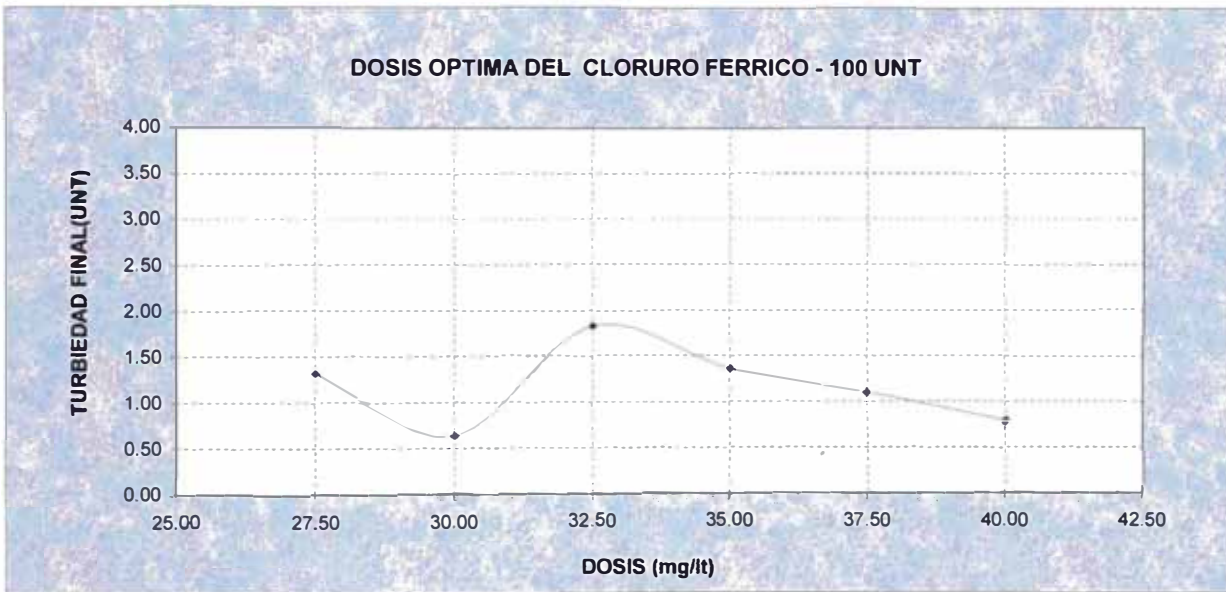 DOSIS OPTIMA DEL CLORURO FERRICO - 100 UNT
TURBIEDAD FINAL(UNT)
4.00
3.50
3.00
2.50
2.00
1.50
1.00
0.50
0.00
25.00 27.50 30.00 32.50 35.00 37.50 40.00 42.50
DOSIS (mg/lt)